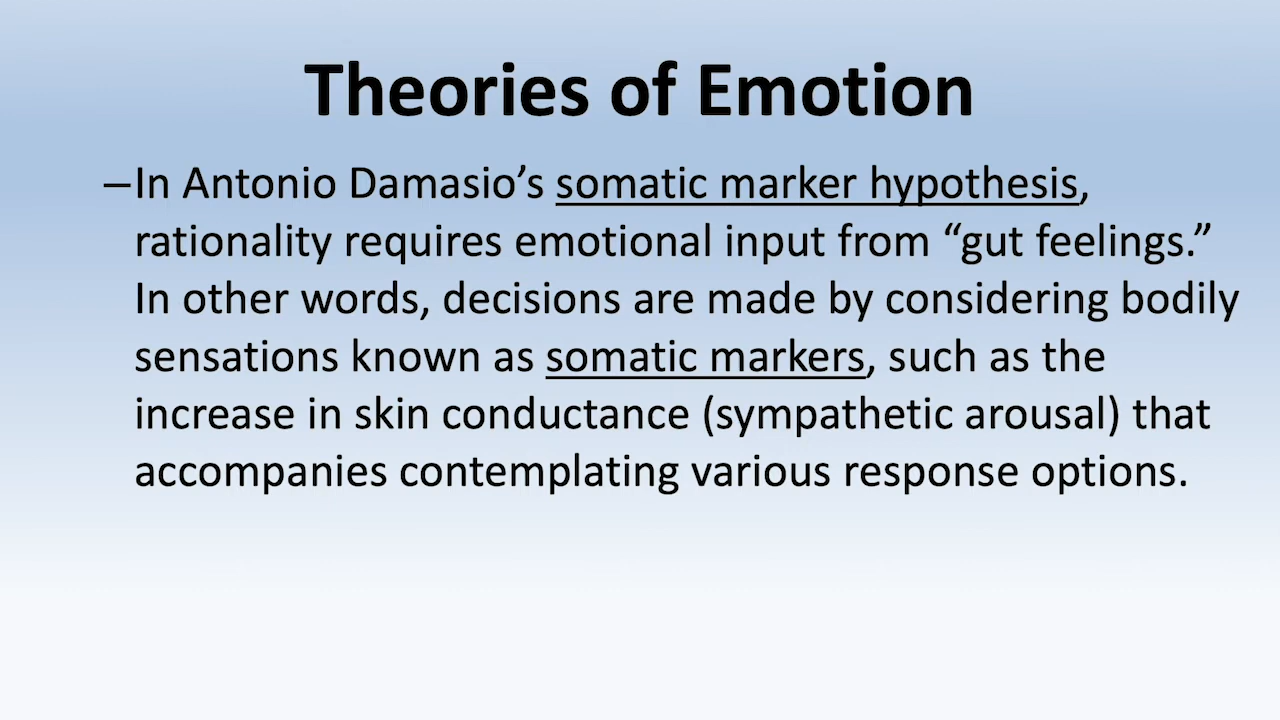 Theories of Emotion
–In Antonio Damasio’s somatic marker hypothesis,
rationality requires emotional input from “gut feelings.”
In other words, decisions are made by considering bodily
sensations known as somatic markers, such as the
increase in skin conductance (sympathetic arousal) that
accompanies contemplating various response options.